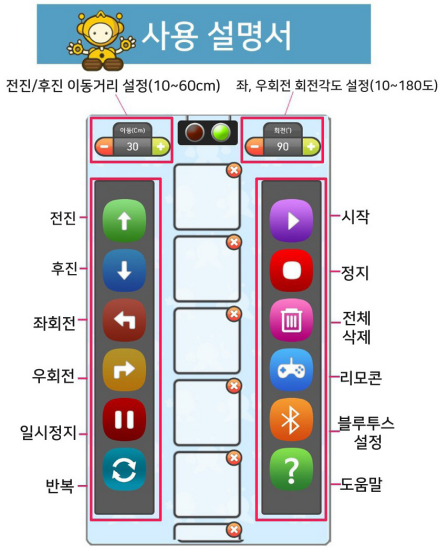 사용 설명서
전진/후진 이동거리 설정(10~60cm)
좌, 우회전 회전각도 설정(10~180도)
이동(Cm)
- 30 +
회전(°)
- 90 +
전진
시작
후진
정지
좌회전
전체
삭제
우회전
리모콘
일시정지
블루투스
설정
반복
?
도움말